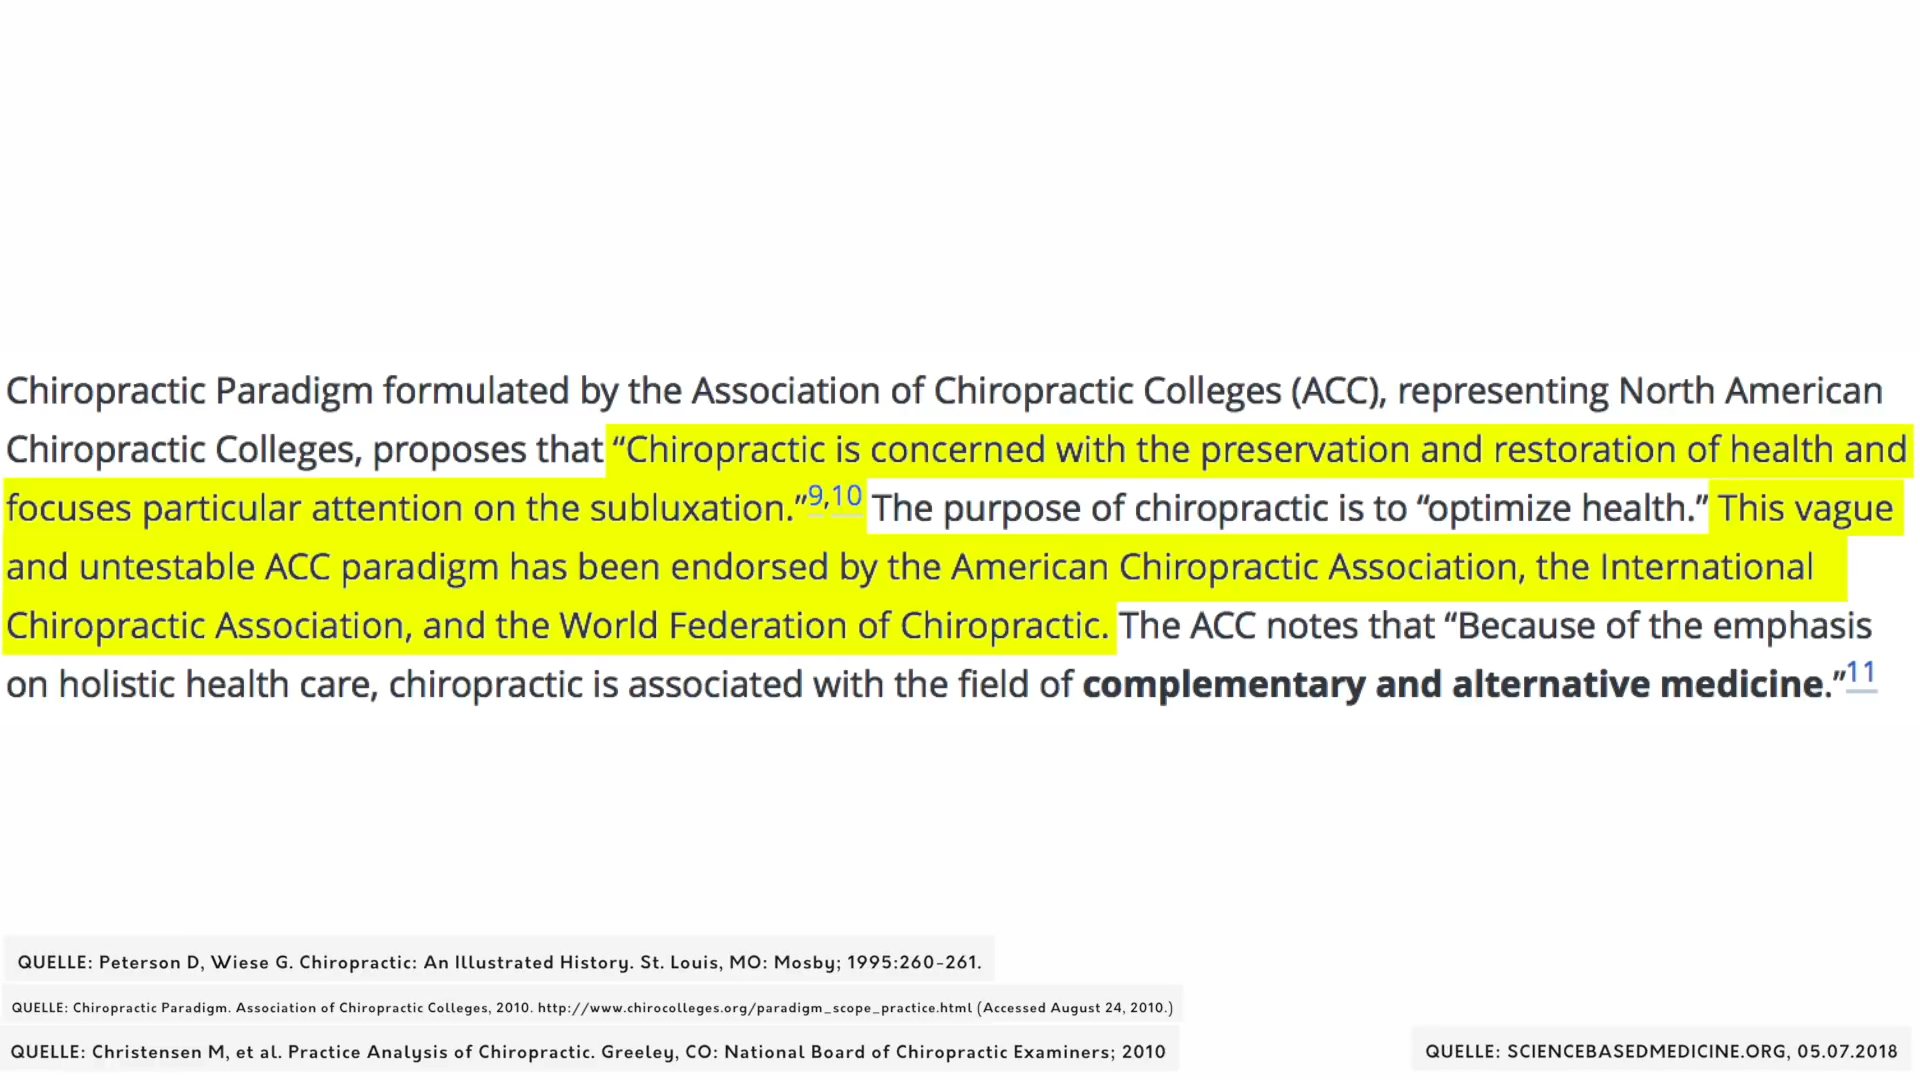 Chiropractic Paradigm formulated by the Association of Chiropractic Colleges (ACC), representing North American
Chiropractic Colleges, proposes that “Chiropractic is concerned with the preservation and restoration of health and
focuses particular attention on the subluxation.”9,10 The purpose of chiropractic is to “optimize health.” This vague
and untestable ACC paradigm has been endorsed by the American Chiropractic Association, the International
Chiropractic Association, and the World Federation of Chiropractic. The ACC notes that “Because of the emphasis
on holistic health care, chiropractic is associated with the field of complementary and alternative medicine.”11
QUELLE: Peterson D, Wiese G. Chiropractic: An Illustrated History. St. Louis, MO: Mosby; 1995:260-261.
QUELLE: Chiropractic Paradigm. Association of Chiropractic Colleges, 2010. http://www.chirocolleges.org/paradigm_scope_practice.html (Accessed August 24, 2010.)
QUELLE: Christensen M, et al. Practice Analysis of Chiropractic. Greeley, CO: National Board of Chiropractic Examiners; 2010
QUELLE: SCIENCEBASEDMEDICINE.ORG, 05.07.2018